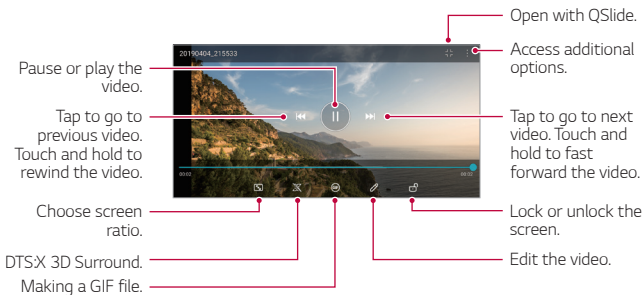 Open with QSlide.
Access additional
options.
20190404_215533
Pause or play the
video.
Tap to go to
previous video.
Touch and hold to
rewind the video.
Tap to go to next
video. Touch and
hold to fast
forward the video.
00:02
00:02
GIF
Choose screen
ratio.
Lock or unlock the
screen.
DTS:X 3D Surround.
Edit the video.
Making a GIF file.